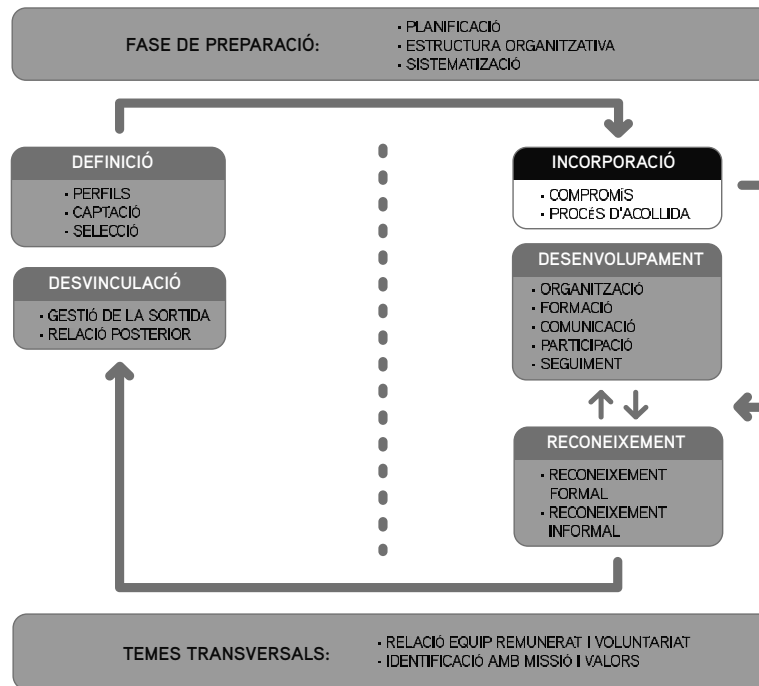 FASE DE PREPARACIÓ:
- PLANIFICACIÓ
- ESTRUCTURA ORGANITZATIVA
- SISTEMATIZACIÓ
DEFINICIÓ
- PERFILS
- CAPTACIÓ
- SELECCIÓ
DESVINCULACIÓ
- GESTIÓ DE LA SORTIDA
- RELACIÓ POSTERIOR
INCORPORACIÓ
- COMPROMíS
- PROCéS D'ACOLLIDA
DESENVOLUPAMENT
- ORGANITZACIÓ
- FORMACIÓ
- COMUNICACIÓ
- PARTICIPACIÓ
- SEGUIMENT
RECONEIXEMENT
- RECONEIXEMENT
FORMAL
- RECONEIXEMENT
INFORMAL
TEMES TRANSVERSALS:
- RELACIÓ EQUIP REMUNERAT I VOLUNTARIAT
- IDENTIFICACIÓ AMB MISSIÓ I VALORS